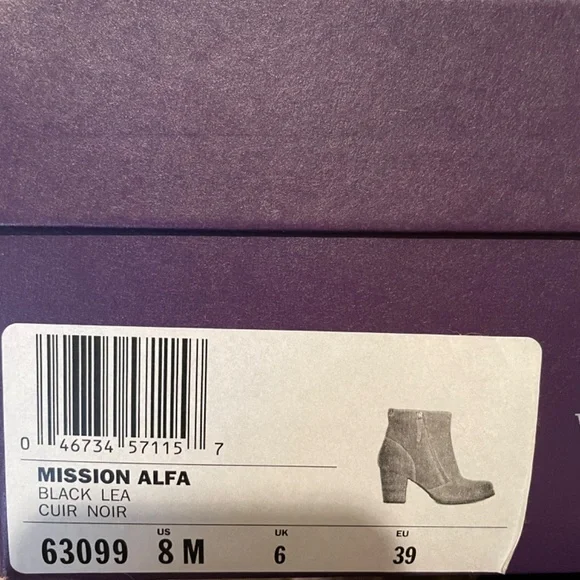 0 46734 57115 7
MISSION ALFA
BLACK LEA
CUIR NOIR
US UK EU
63099 8 M 6 39